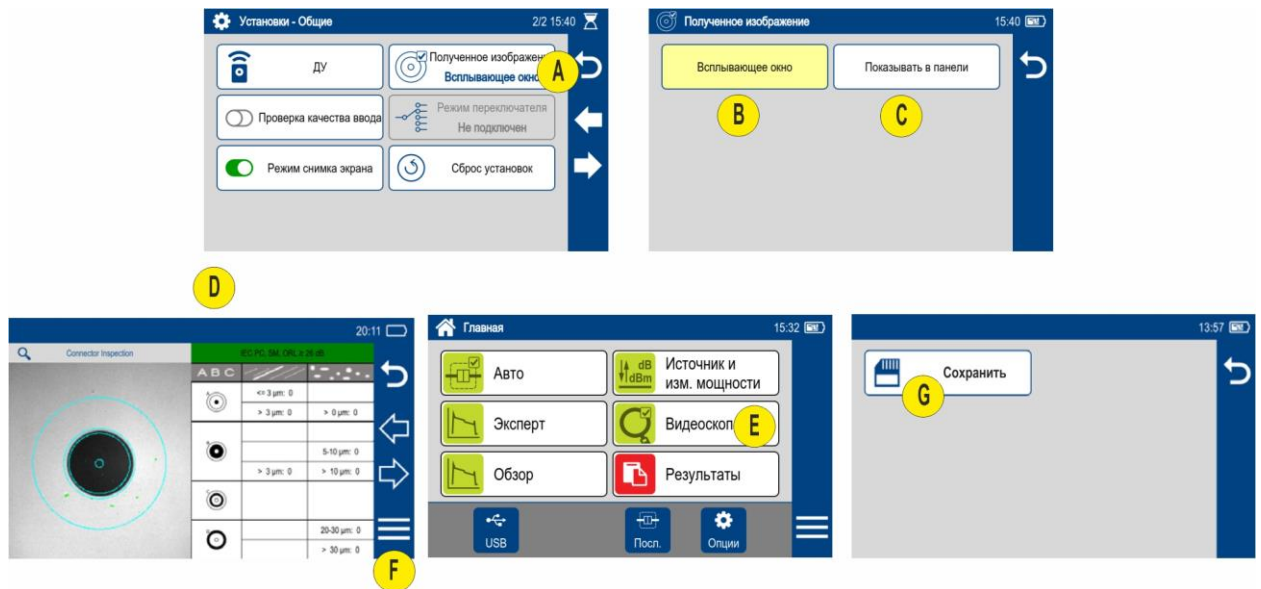 Установки - Общие
2/2 15:40
ДУ
Полученное изображен
Всплывающее окно
A
Проверка качества ввода
Режим переключателя
Не подключен
Режим снимка экрана
Сброс установок
Полученное изображение
15:40
Всплывающее окно
Показывать в панели
B
C
D
20:11
Connector Inspection
IEC PC, SM, ORL ≥ 26 dB
A B C
<= 3 µm: 0
> 3 µm: 0
> 0 µm: 0
5-10 µm: 0
> 3 µm: 0
> 10 µm: 0
20-30 µm: 0
> 30 µm: 0
F
Главная
15:32
Авто
dB
dBm
Источник и
изм. мощности
Эксперт
Видеоскоп
E
Обзор
Результаты
USB
Посл.
Опции
13:57
Сохранить
G